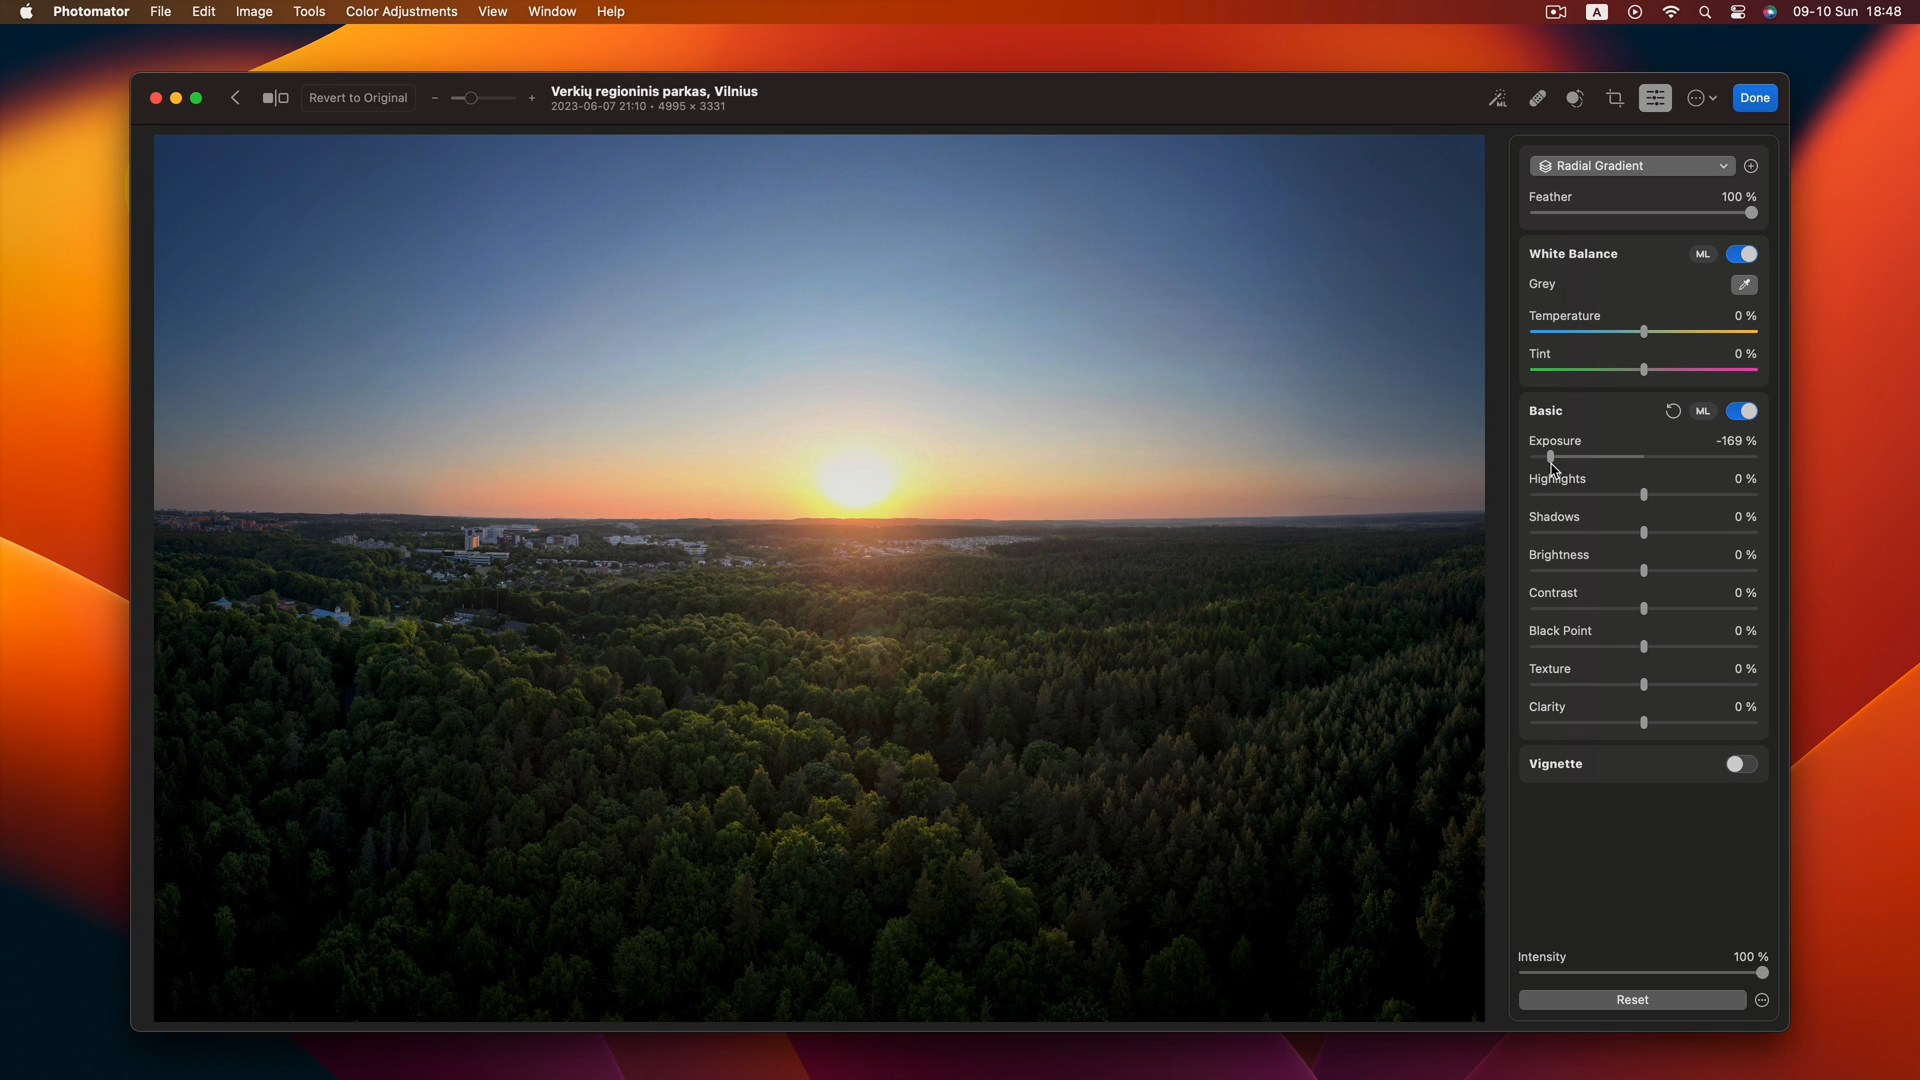 Photomator File Edit Image Tools Color Adjustments View Window Help A 09-10 Sun 18:48
Revert to Original − + Verkių regioninis parkas, Vilnius ML Done
2023-06-07 21:10 • 4995 × 3331
Radial Gradient
Feather 100 %
White Balance ML
Grey
Temperature 0 %
Tint 0 %
Basic ML
Exposure -169 %
Highlights 0 %
Shadows 0 %
Brightness 0 %
Contrast 0 %
Black Point 0 %
Texture 0 %
Clarity 0 %
Vignette
Intensity 100 %
Reset